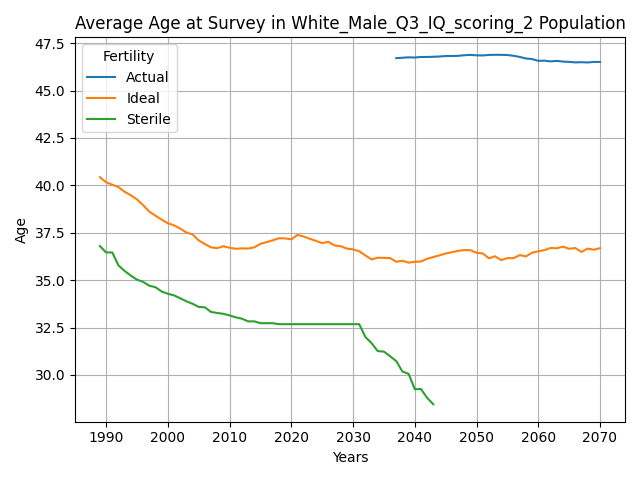 Average Age at Survey in White_Male_Q3_IQ_scoring_2 Population
Fertility
Actual
Ideal
Sterile
47.5
45.0
42.5
40.0
37.5
35.0
32.5
30.0
Age
1990 2000 2010 2020 2030 2040 2050 2060 2070
Years